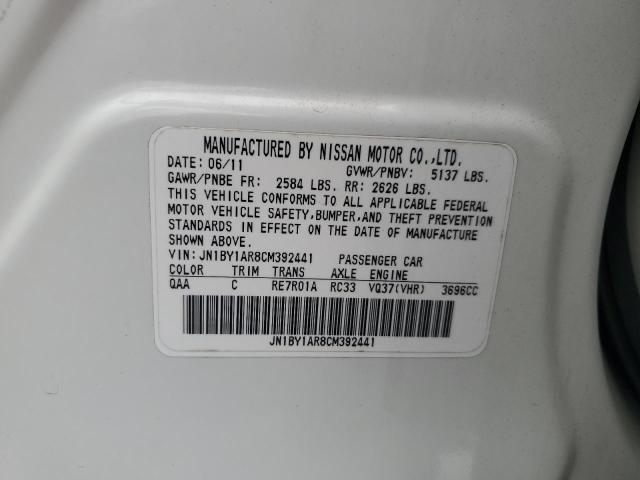 MANUFACTURED BY NISSAN MOTOR CO.,LTD.
DATE: 06/11 GVWR/PNBV: 5137 LBS.
GAWR/PNBE FR: 2584 LBS. RR: 2626 LBS.
THIS VEHICLE CONFORMS TO ALL APPLICABLE FEDERAL
MOTOR VEHICLE SAFETY,BUMPER,AND THEFT PREVENTION
STANDARDS IN EFFECT ON THE DATE OF MANUFACTURE
SHOWN ABOVE.
VIN: JN1BY1AR8CM392441 PASSENGER CAR
COLOR TRIM TRANS AXLE ENGINE
QAA C RE7R01A RC33 VQ37(VHR) 3696CC
JN1BY1AR8CM392441